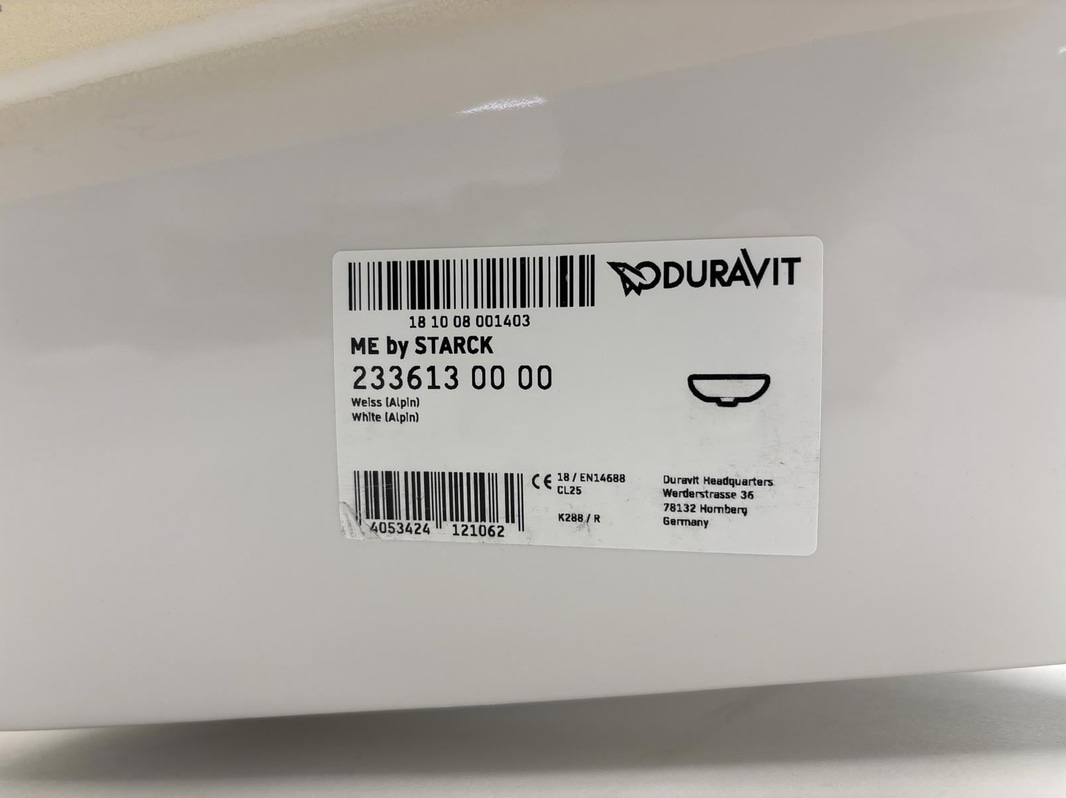 DURAVIT
18 10 08 001403
ME by STARCK
233613 00 00
Weiss (Alpin)
White (Alpin)
CE 18 / EN14688
CL25
K288 / R
4053424 121062
Duravit Headquarters
Werderstrasse 36
78132 Hornberg
Germany